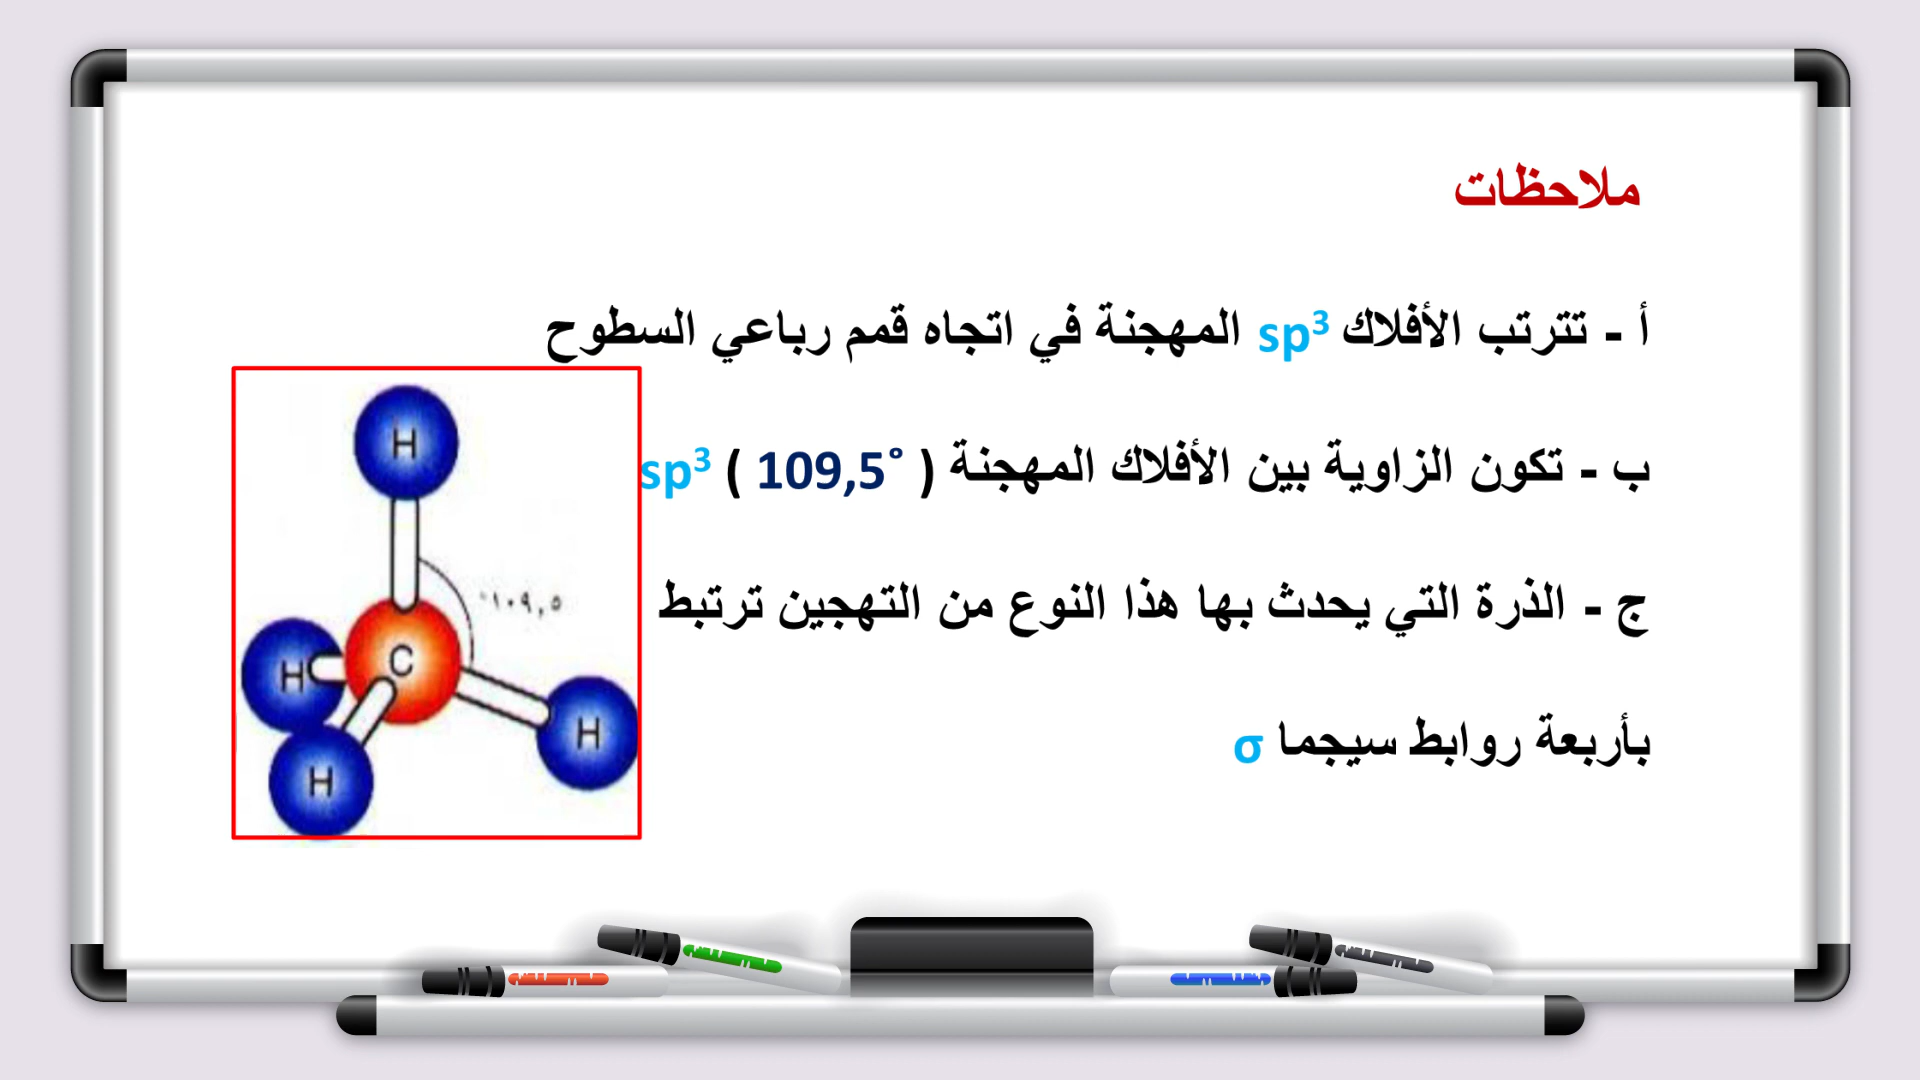 ملاحظات
أ - تترتب الأفلاك sp³ المهجنة في اتجاه قمم رباعي السطوح
ب - تكون الزاوية بين الأفلاك المهجنة ( 109,5˚ ) sp³
ج - الذرة التي يحدث بها هذا النوع من التهجين ترتبط
بأربعة روابط سيجما σ
H
١٠٩,٥°
C
H
H
H